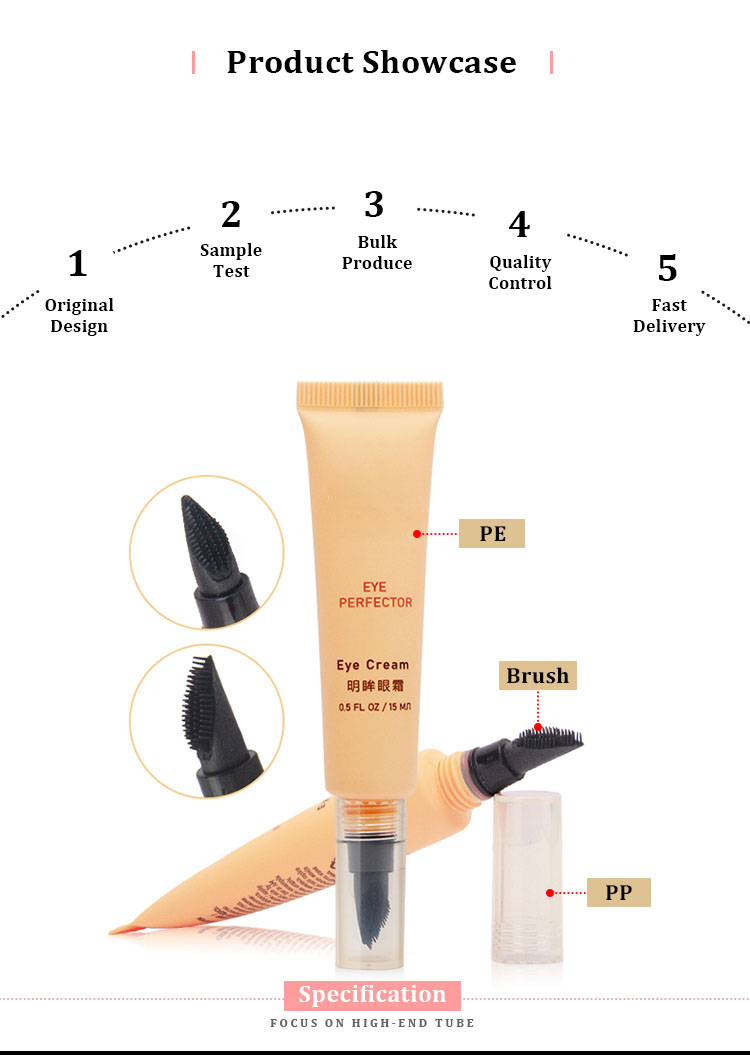 Product Showcase
1
Original
Design
2
Sample
Test
3
Bulk
Produce
4
Quality
Control
5
Fast
Delivery
PE
EYE
PERFECTOR
Eye Cream
明眸眼霜
0.5 FL OZ / 15 МЛ
Brush
PP
Specification
FOCUS ON HIGH-END TUBE